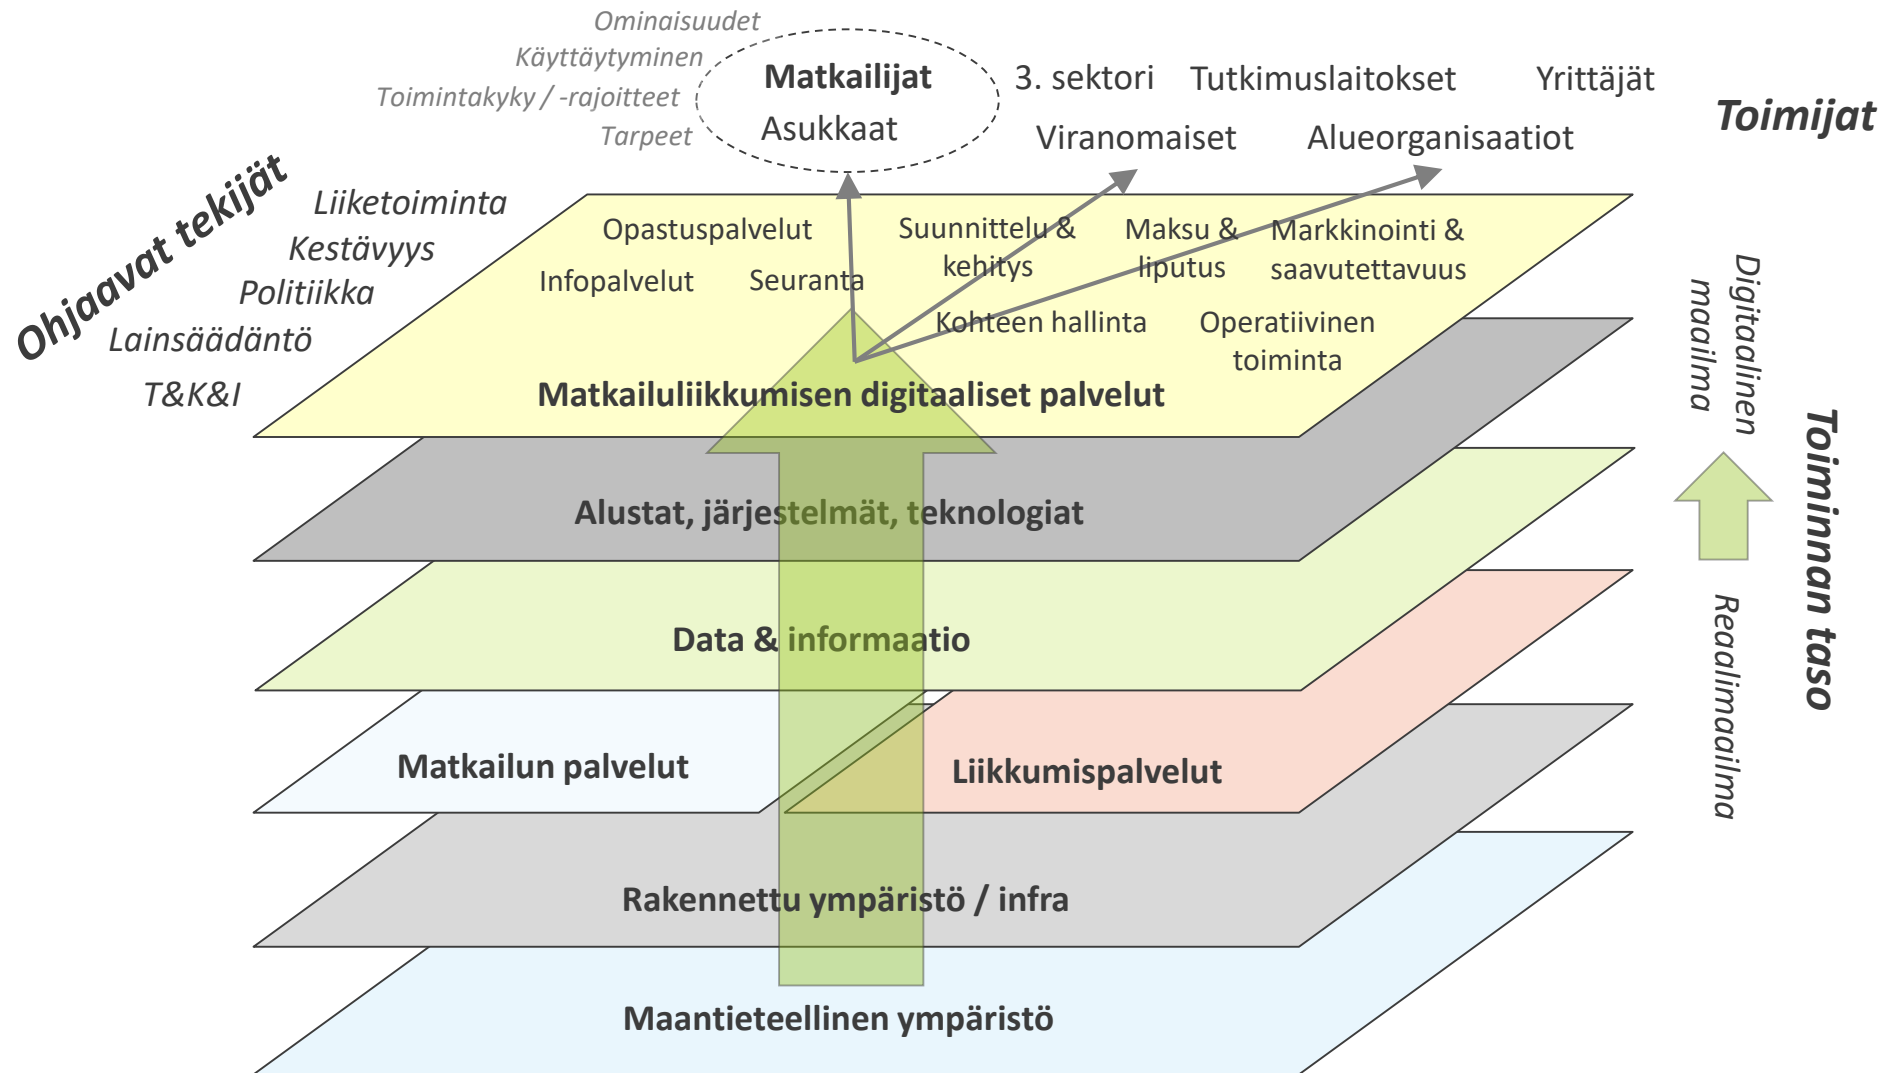 Ominaisuudet
Käyttäytyminen
Toimintakyky / -rajoitteet
Tarpeet
Matkailijat
Asukkaat
3. sektori
Tutkimuslaitokset
Yrittäjät
Viranomaiset
Alueorganisaatiot
Toimijat
Ohjaavat tekijät
Liiketoiminta
Kestävyys
Politiikka
Lainsäädäntö
T&K&I
Opastuspalvelut
Suunnittelu &
kehitys
Maksu &
liputus
Markkinointi &
saavutettavuus
Infopalvelut
Seuranta
Kohteen hallinta
Operatiivinen
toiminta
Matkailuliikkumisen digitaaliset palvelut
Alustat, järjestelmät, teknologiat
Data & informaatio
Matkailun palvelut
Liikkumispalvelut
Rakennettu ympäristö / infra
Maantieteellinen ympäristö
Digitaalinen
maailma
Reaalimaailma
Toiminnan taso